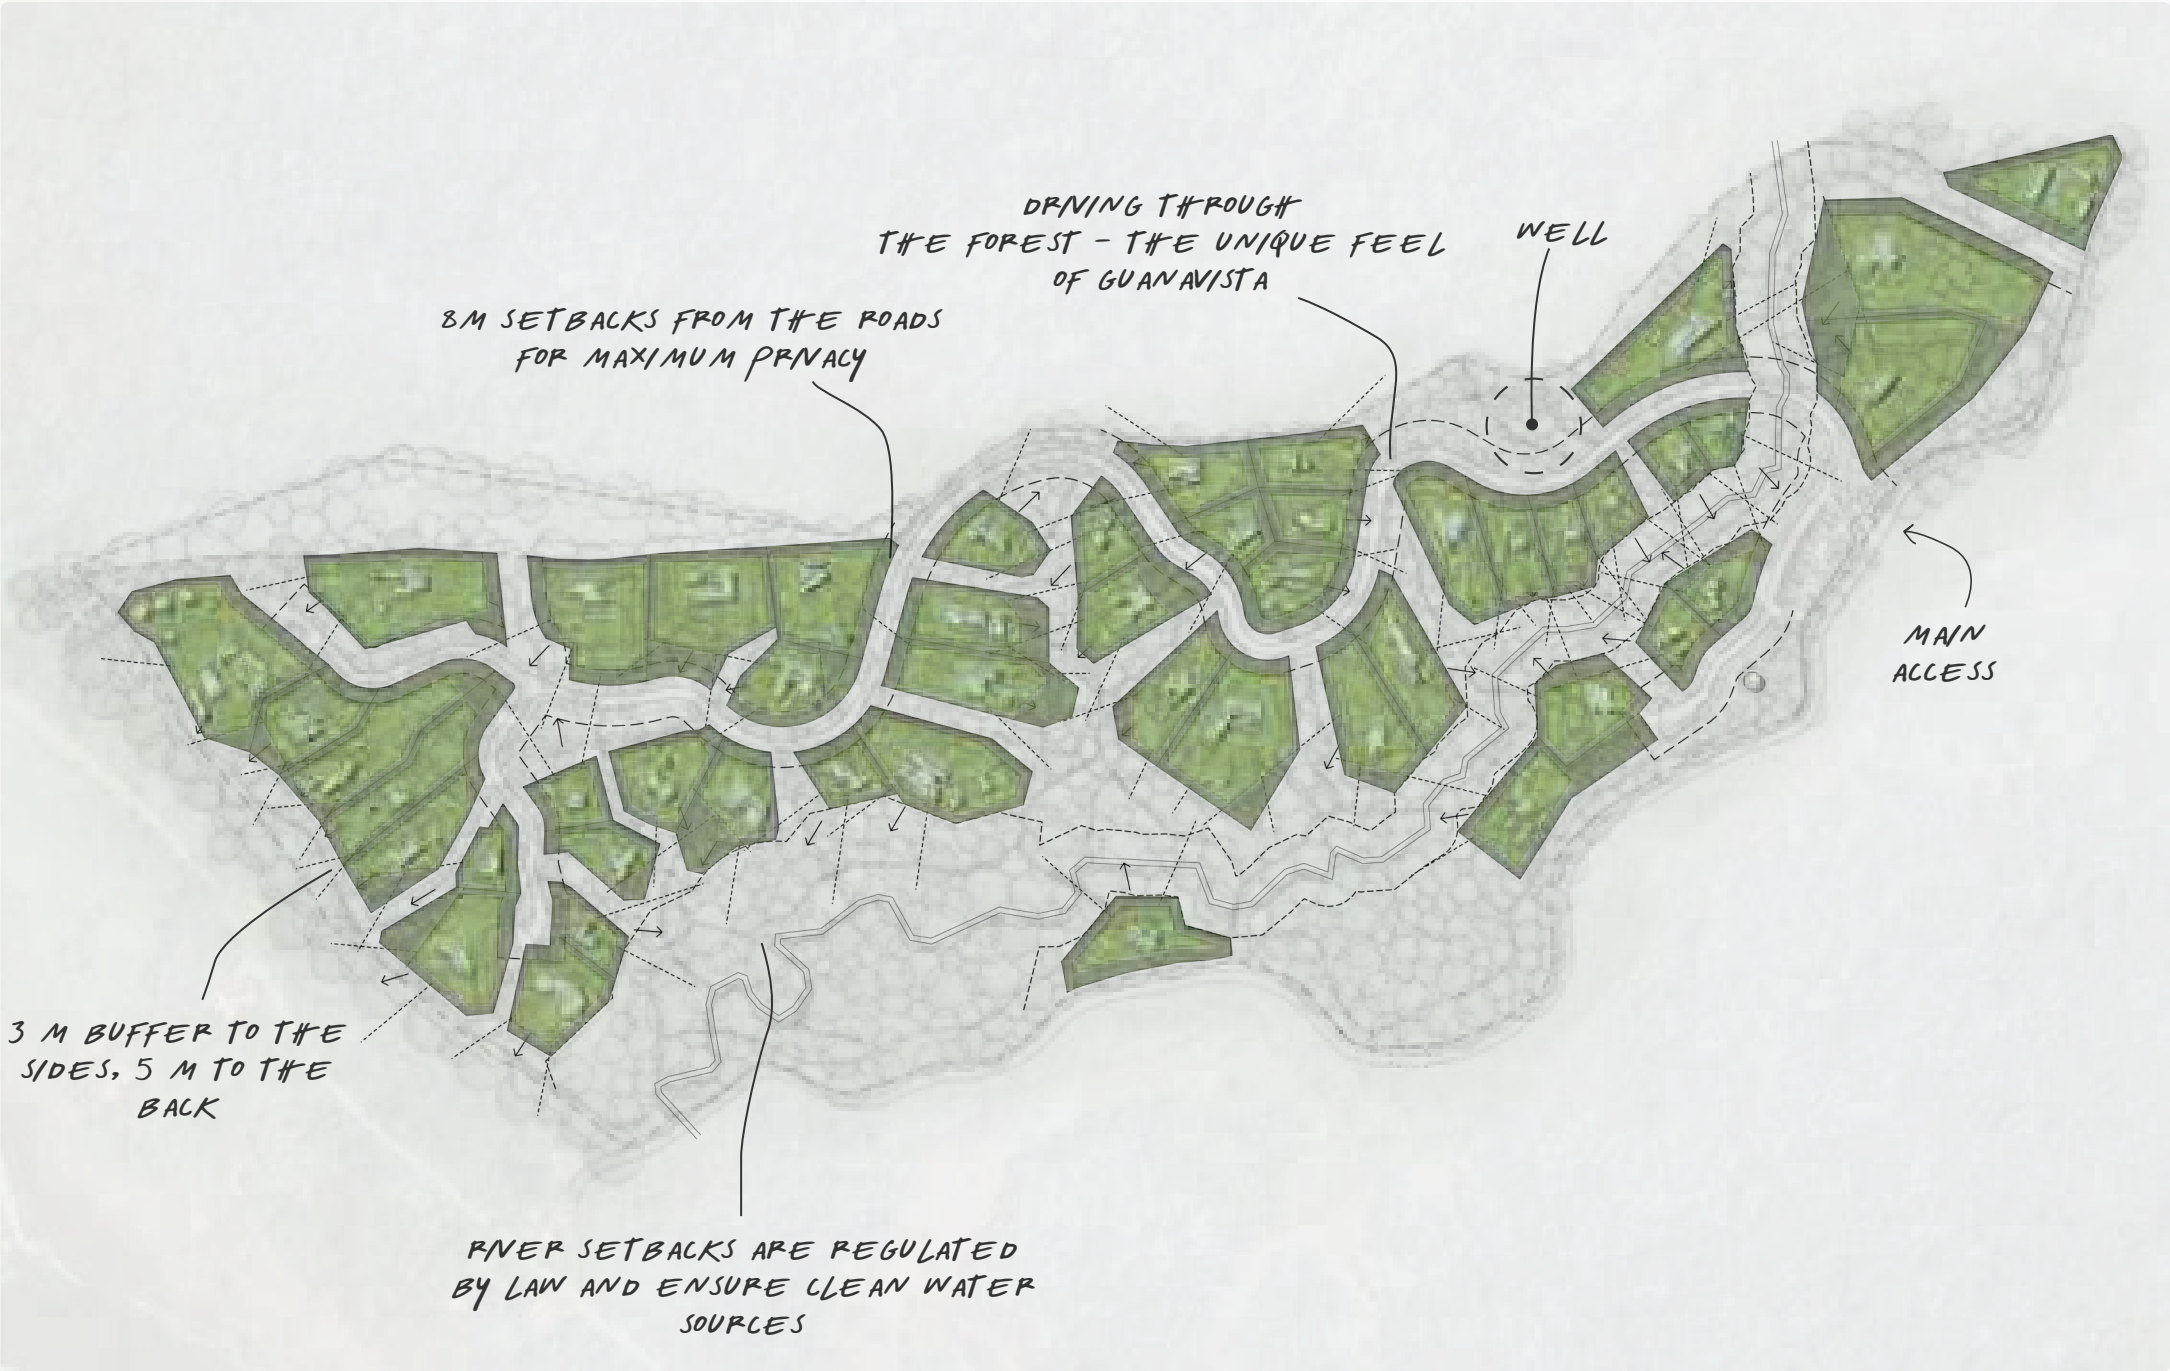 DRIVING THROUGH
THE FOREST – THE UNIQUE FEEL
OF GUANAVISTA
WELL
8M SETBACKS FROM THE ROADS
FOR MAXIMUM PRIVACY
MAIN
ACCESS
3 M BUFFER TO THE
SIDES, 5 M TO THE
BACK
RIVER SETBACKS ARE REGULATED
BY LAW AND ENSURE CLEAN WATER
SOURCES